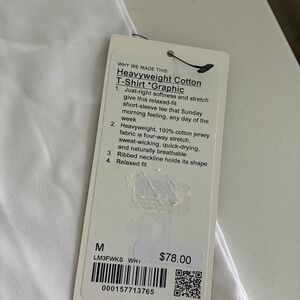 WHY WE MADE THIS
Heavyweight Cotton
T-Shirt *Graphic
1. Just-right softness and stretch
give this relaxed-fit
short-sleeve tee that Sunday
morning feeling, any day of the
week
2. Heavyweight, 100% cotton jersey
fabric is four-way stretch,
sweat-wicking, quick-drying,
and naturally breathable
3. Ribbed neckline holds its shape
4. Relaxed fit
M
$78.00
LM3FWKS WHT
000157713765